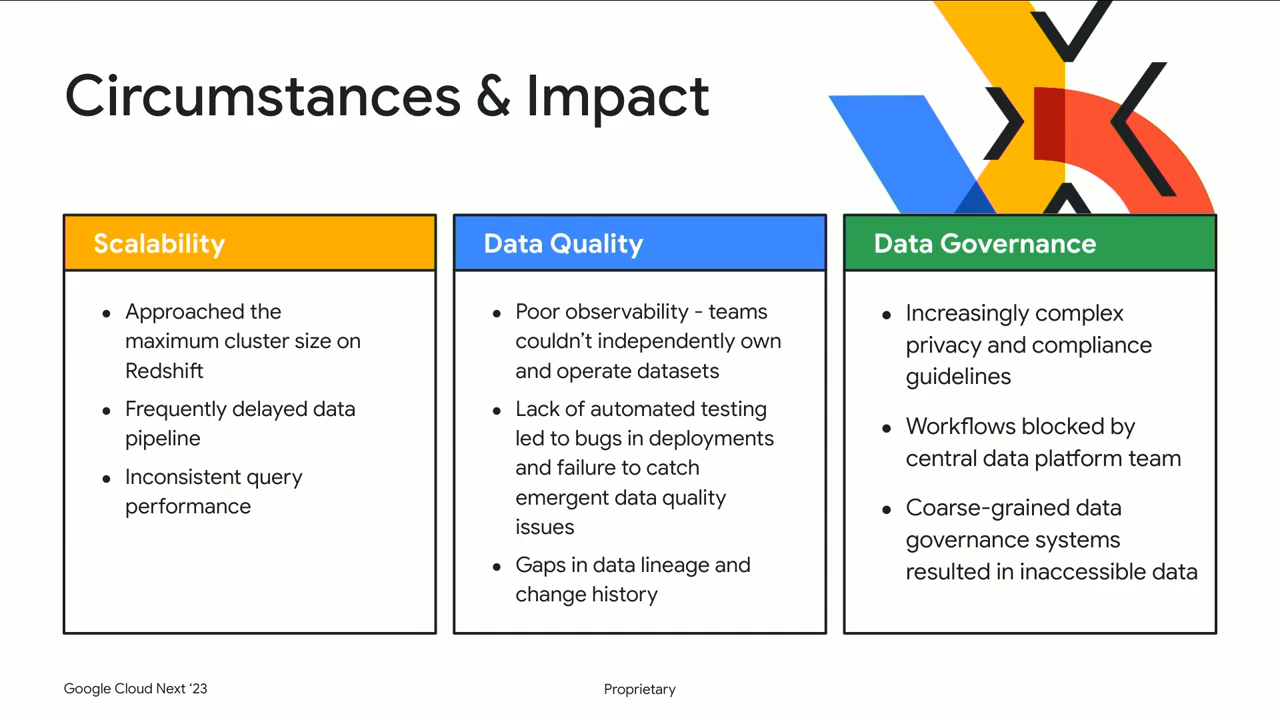 Circumstances & Impact
Scalability
• Approached the
maximum cluster size on
Redshift
• Frequently delayed data
pipeline
• Inconsistent query
performance
Data Quality
• Poor observability - teams
couldn’t independently own
and operate datasets
• Lack of automated testing
led to bugs in deployments
and failure to catch
emergent data quality
issues
• Gaps in data lineage and
change history
Data Governance
• Increasingly complex
privacy and compliance
guidelines
• Workflows blocked by
central data platform team
• Coarse-grained data
governance systems
resulted in inaccessible data
Google Cloud Next ‘23
Proprietary